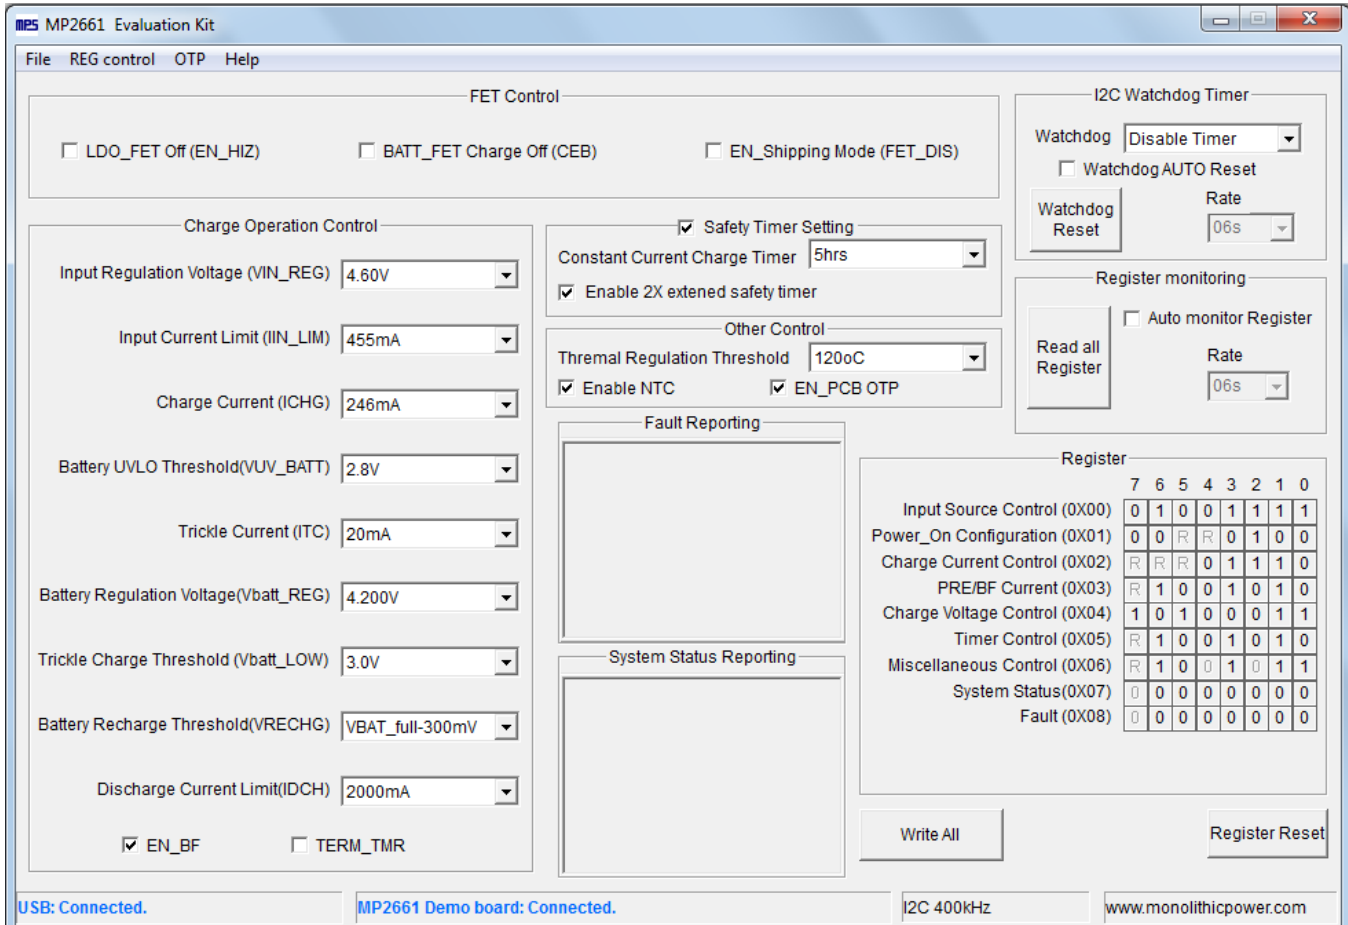 mps MP2661 Evaluation Kit
File REG control OTP Help
FET Control
LDO_FET Off (EN_HIZ) BATT_FET Charge Off (CEB) EN_Shipping Mode (FET_DIS)
I2C Watchdog Timer
Watchdog Disable Timer
Watchdog AUTO Reset
Watchdog Reset
Rate
06s
Charge Operation Control
Input Regulation Voltage (VIN_REG) 4.60V
Input Current Limit (IIN_LIM) 455mA
Charge Current (ICHG) 246mA
Battery UVLO Threshold(VUV_BATT) 2.8V
Trickle Current (ITC) 20mA
Battery Regulation Voltage(Vbatt_REG) 4.200V
Trickle Charge Threshold (Vbatt_LOW) 3.0V
Battery Recharge Threshold(VRECHG) VBAT_full-300mV
Discharge Current Limit(IDCH) 2000mA
EN_BF TERM_TMR
Safety Timer Setting
Constant Current Charge Timer 5hrs
Enable 2X extened safety timer
Other Control
Thremal Regulation Threshold 120oC
Enable NTC EN_PCB OTP
Fault Reporting
System Status Reporting
Register monitoring
Read all Register
Auto monitor Register
Rate
06s
Register
7 6 5 4 3 2 1 0
Input Source Control (0X00) 0 1 0 0 1 1 1 1
Power_On Configuration (0X01) 0 0 R R 0 1 0 0
Charge Current Control (0X02) R R R 0 1 1 1 0
PRE/BF Current (0X03) R 1 0 0 1 0 1 0
Charge Voltage Control (0X04) 1 0 1 0 0 0 1 1
Timer Control (0X05) R 1 0 0 1 0 1 0
Miscellaneous Control (0X06) R 1 0 0 1 0 1 1
System Status(0X07) 0 0 0 0 0 0 0 0
Fault (0X08) 0 0 0 0 0 0 0 0
Write All Register Reset
USB: Connected. MP2661 Demo board: Connected. I2C 400kHz www.monolithicpower.com